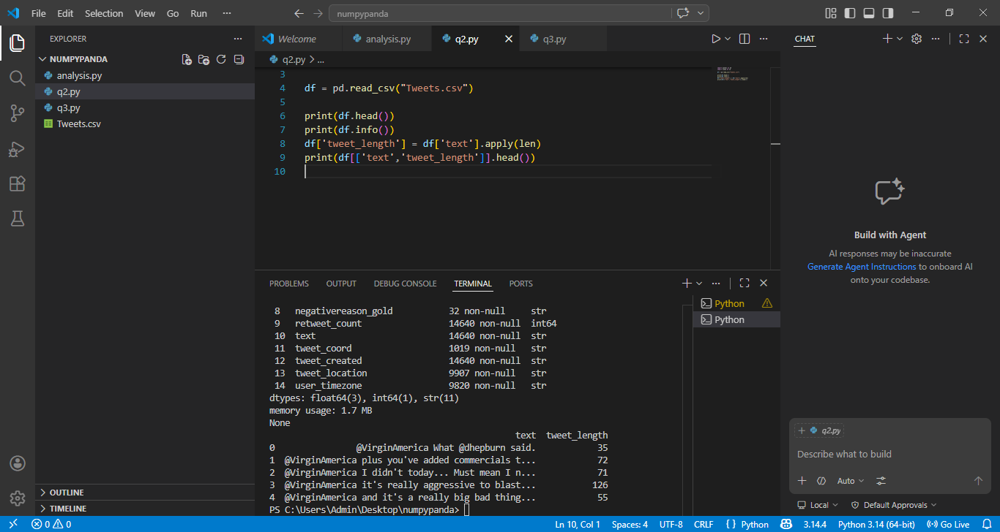 File Edit Selection View Go Run ···
numpypanda
EXPLORER ···
NUMPYPANDA
analysis.py
q2.py
q3.py
Tweets.csv
OUTLINE
TIMELINE
Welcome analysis.py q2.py q3.py ···
q2.py > ...
3
4 df = pd.read_csv("Tweets.csv")
5
6 print(df.head())
7 print(df.info())
8 df['tweet_length'] = df['text'].apply(len)
9 print(df[['text','tweet_length']].head())
10
PROBLEMS OUTPUT DEBUG CONSOLE TERMINAL PORTS ···
8 negativereason_gold 32 non-null str
9 retweet_count 14640 non-null int64
10 text 14640 non-null str
11 tweet_coord 1019 non-null str
12 tweet_created 14640 non-null str
13 tweet_location 9907 non-null str
14 user_timezone 9820 non-null str
dtypes: float64(3), int64(1), str(11)
memory usage: 1.7 MB
None
text tweet_length
0 @VirginAmerica What @dhepburn said. 35
1 @VirginAmerica plus you've added commercials t... 72
2 @VirginAmerica I didn't today... Must mean I n... 71
3 @VirginAmerica it's really aggressive to blast... 126
4 @VirginAmerica and it's a really big bad thing... 55
PS C:\Users\Admin\Desktop\numpypanda>
Python
Python
CHAT ···
Build with Agent
AI responses may be inaccurate
Generate Agent Instructions to onboard AI
onto your codebase.
q2.py
Describe what to build
Auto
Local Default Approvals
0 0 Ln 10, Col 1 Spaces: 4 UTF-8 CRLF { } Python 3.14.4 Python 3.14 (64-bit) Go Live